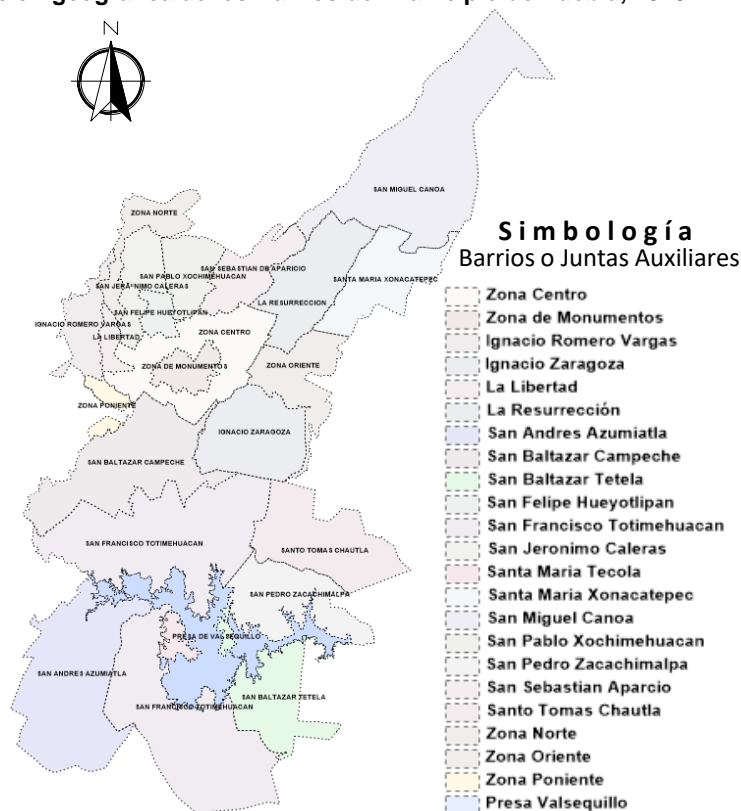 N
SAN MIGUEL CANOA
ZONA NORTE
SAN SEBASTIAN DE APARICIO
SAN PABLO XOCHIMEHUACAN
SANTA MARIA XONACATEPEC
SAN JERONIMO CALERAS
LA RESURRECCION
SAN FELIPE HUEYOTLIPAN
IGNACIO ROMERO VARGAS
ZONA CENTRO
LA LIBERTAD
ZONA DE MONUMENTOS
ZONA ORIENTE
ZONA PONIENTE
IGNACIO ZARAGOZA
SAN BALTAZAR CAMPECHE
SAN FRANCISCO TOTIMEHUACAN
SANTO TOMAS CHAUTLA
SAN PEDRO ZACACHIMALPA
PRESA DE VALSEQUILLO
SAN ANDRES AZUMIATLA
SAN BALTAZAR TETELA
SAN FRANCISCO TOTIMEHUACAN
Simbología
Barrios o Juntas Auxiliares
Zona Centro
Zona de Monumentos
Ignacio Romero Vargas
Ignacio Zaragoza
La Libertad
La Resurrección
San Andres Azumiatla
San Baltazar Campeche
San Baltazar Tetela
San Felipe Hueyotlipan
San Francisco Totimehuacan
San Jeronimo Caleras
Santa Maria Tecola
Santa Maria Xonacatepec
San Miguel Canoa
San Pablo Xochimehuacan
San Pedro Zacachimalpa
San Sebastian Aparicio
Santo Tomas Chautla
Zona Norte
Zona Oriente
Zona Poniente
Presa Valsequillo